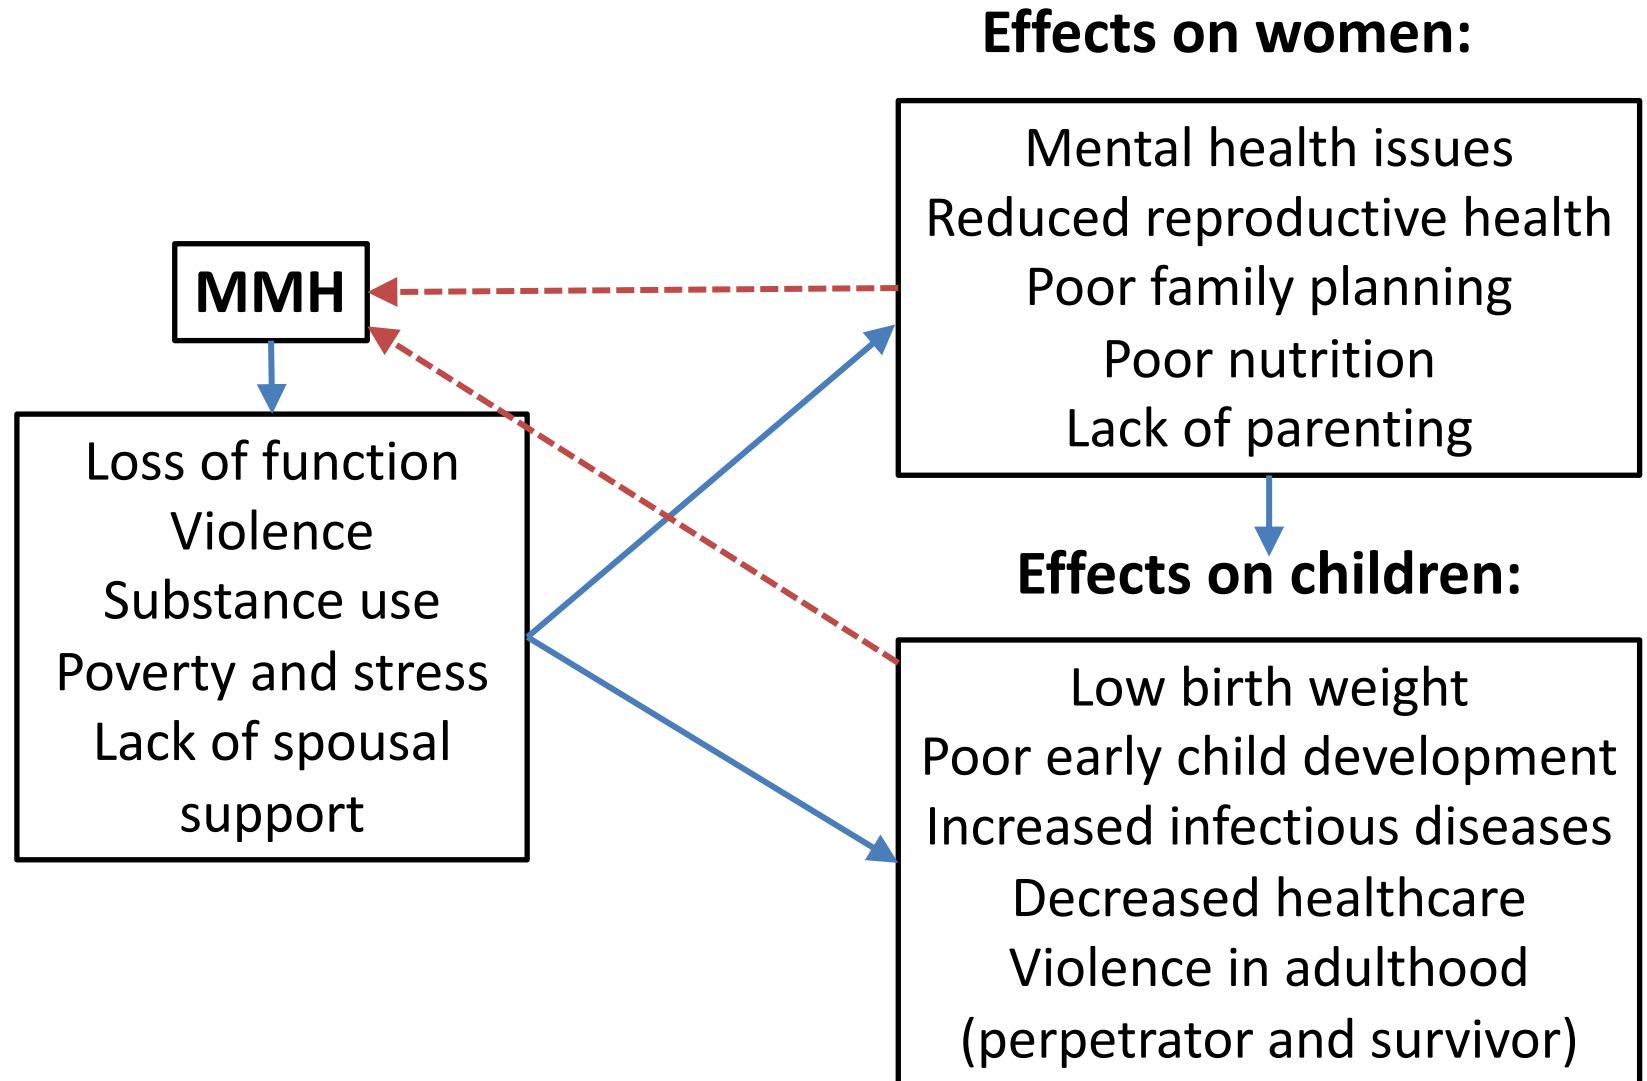 MMH
Loss of function
Violence
Substance use
Poverty and stress
Lack of spousal
support
Effects on women:
Mental health issues
Reduced reproductive health
Poor family planning
Poor nutrition
Lack of parenting
Effects on children:
Low birth weight
Poor early child development
Increased infectious diseases
Decreased healthcare
Violence in adulthood
(perpetrator and survivor)